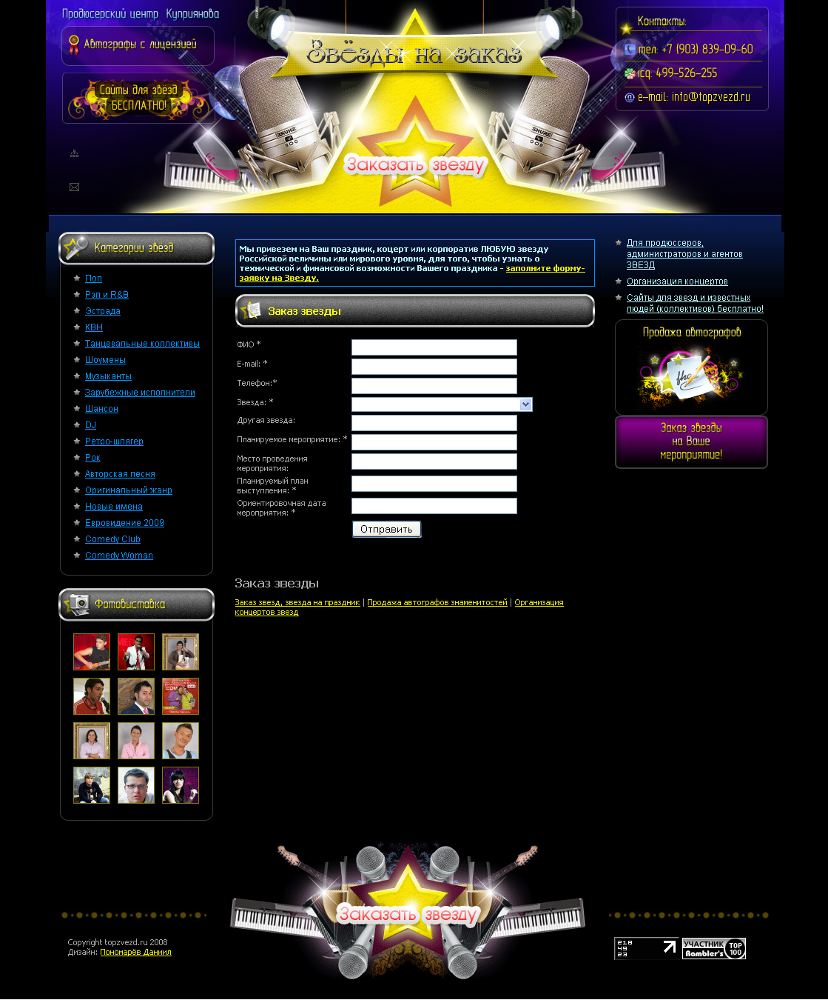 Продюсерский центр Куприянова
Автографы с лицензией
Сайты для звёзд
БЕСПЛАТНО!
Звёзды на заказ
SHURE
SHURE
Заказать звезду
Контакты:
тел: +7 (903) 839-09-60
icq: 499-526-255
e-mail: info@topzvezd.ru
Категории звёзд
Поп
Рэп и R&B
Эстрада
КВН
Танцевальные коллективы
Шоумены
Музыканты
Зарубежные исполнители
Шансон
DJ
Ретро-шлягер
Рок
Авторская песня
Оригинальный жанр
Новые имена
Евровидение 2009
Comedy Club
Comedy Woman
Фотовыставка
Мы привезем на Ваш праздник, коцерт или корпоратив ЛЮБУЮ звезду
Российской величины или мирового уровня, для того, чтобы узнать о
технической и финансовой возможности Вашего праздника - заполните форму-
заявку на Звезду.
Заказ звезды
ФИО *
E-mail: *
Телефон:*
Звезда: *
Другая звезда:
Планируемое мероприятие: *
Место проведения
мероприятия:
Планируемый план
выступления: *
Ориентировочная дата
мероприятия: *
Отправить
Заказ звезды
Заказ звезд, звезда на праздник | Продажа автографов знаменитостей | Организация
концертов звезд
Для продюссеров,
администраторов и агентов
ЗВЕЗД
Организация концертов
Сайты для звезд и известных
людей (коллективов) бесплатно!
Продажа автографов
Заказ звезды
на Ваше
мероприятие!
Заказать звезду
Copyright topzvezd.ru 2008
Дизайн: Пономарёв Даниил
218
49
23
УЧАСТНИК
Rambler's
TOP
100